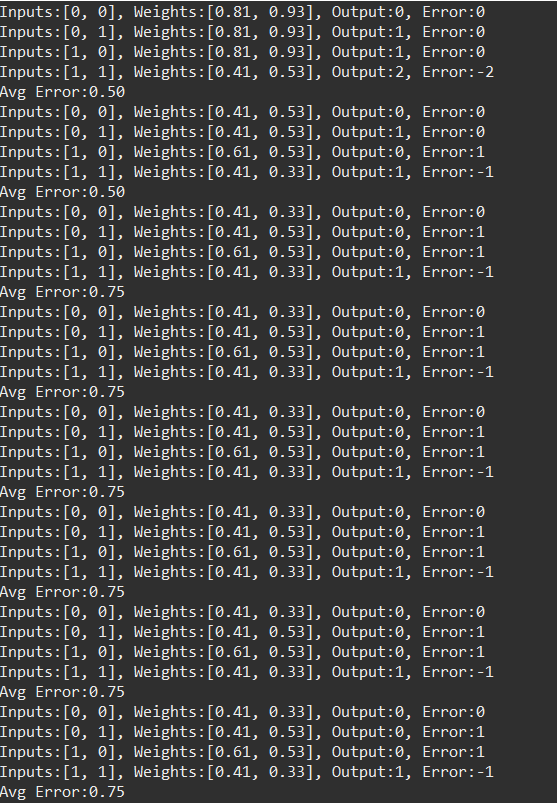 Inputs:[0, 0], Weights:[0.81, 0.93], Output:0, Error:0
Inputs:[0, 1], Weights:[0.81, 0.93], Output:1, Error:0
Inputs:[1, 0], Weights:[0.81, 0.93], Output:1, Error:0
Inputs:[1, 1], Weights:[0.41, 0.53], Output:2, Error:-2
Avg Error:0.50
Inputs:[0, 0], Weights:[0.41, 0.53], Output:0, Error:0
Inputs:[0, 1], Weights:[0.41, 0.53], Output:1, Error:0
Inputs:[1, 0], Weights:[0.61, 0.53], Output:0, Error:1
Inputs:[1, 1], Weights:[0.41, 0.33], Output:1, Error:-1
Avg Error:0.50
Inputs:[0, 0], Weights:[0.41, 0.33], Output:0, Error:0
Inputs:[0, 1], Weights:[0.41, 0.53], Output:0, Error:1
Inputs:[1, 0], Weights:[0.61, 0.53], Output:0, Error:1
Inputs:[1, 1], Weights:[0.41, 0.33], Output:1, Error:-1
Avg Error:0.75
Inputs:[0, 0], Weights:[0.41, 0.33], Output:0, Error:0
Inputs:[0, 1], Weights:[0.41, 0.53], Output:0, Error:1
Inputs:[1, 0], Weights:[0.61, 0.53], Output:0, Error:1
Inputs:[1, 1], Weights:[0.41, 0.33], Output:1, Error:-1
Avg Error:0.75
Inputs:[0, 0], Weights:[0.41, 0.33], Output:0, Error:0
Inputs:[0, 1], Weights:[0.41, 0.53], Output:0, Error:1
Inputs:[1, 0], Weights:[0.61, 0.53], Output:0, Error:1
Inputs:[1, 1], Weights:[0.41, 0.33], Output:1, Error:-1
Avg Error:0.75
Inputs:[0, 0], Weights:[0.41, 0.33], Output:0, Error:0
Inputs:[0, 1], Weights:[0.41, 0.53], Output:0, Error:1
Inputs:[1, 0], Weights:[0.61, 0.53], Output:0, Error:1
Inputs:[1, 1], Weights:[0.41, 0.33], Output:1, Error:-1
Avg Error:0.75
Inputs:[0, 0], Weights:[0.41, 0.33], Output:0, Error:0
Inputs:[0, 1], Weights:[0.41, 0.53], Output:0, Error:1
Inputs:[1, 0], Weights:[0.61, 0.53], Output:0, Error:1
Inputs:[1, 1], Weights:[0.41, 0.33], Output:1, Error:-1
Avg Error:0.75
Inputs:[0, 0], Weights:[0.41, 0.33], Output:0, Error:0
Inputs:[0, 1], Weights:[0.41, 0.53], Output:0, Error:1
Inputs:[1, 0], Weights:[0.61, 0.53], Output:0, Error:1
Inputs:[1, 1], Weights:[0.41, 0.33], Output:1, Error:-1
Avg Error:0.75